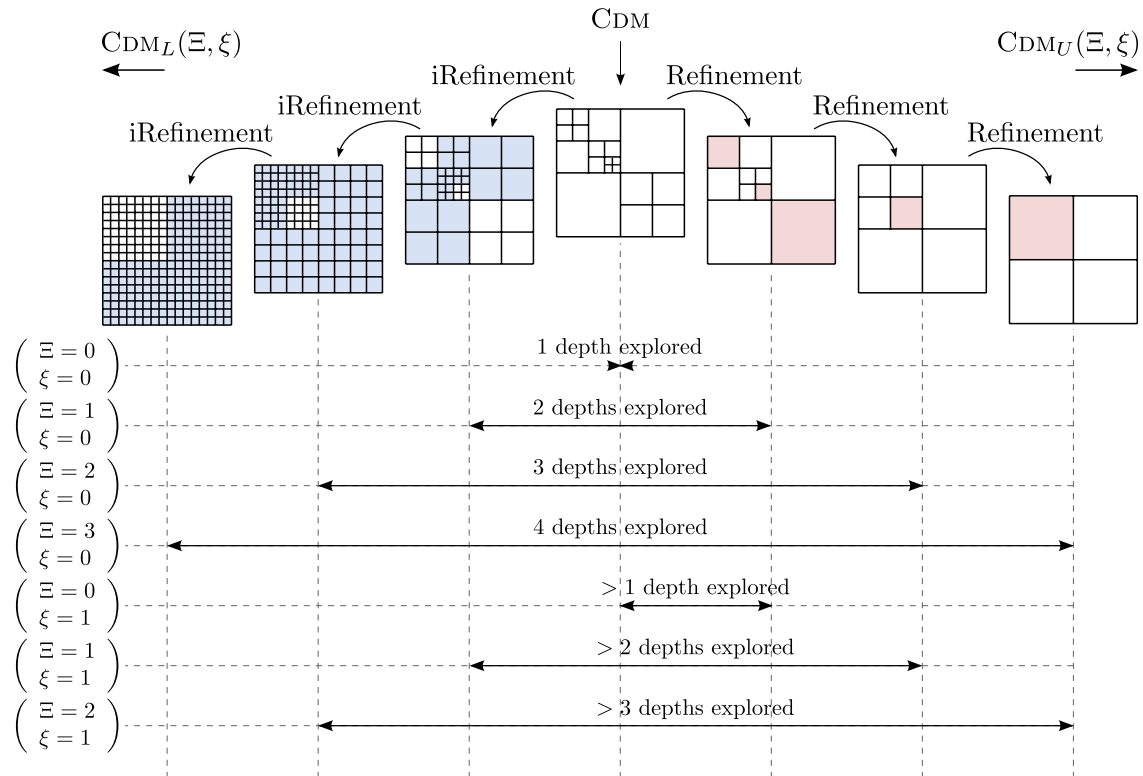 CDM
CDM_L(Ξ, ξ)
CDM_U(Ξ, ξ)
iRefinement
Refinement
iRefinement
Refinement
iRefinement
Refinement
Ξ = 0
ξ = 0
1 depth explored
Ξ = 1
ξ = 0
2 depths explored
Ξ = 2
ξ = 0
3 depths explored
Ξ = 3
ξ = 0
4 depths explored
Ξ = 0
ξ = 1
> 1 depth explored
Ξ = 1
ξ = 1
> 2 depths explored
Ξ = 2
ξ = 1
> 3 depths explored